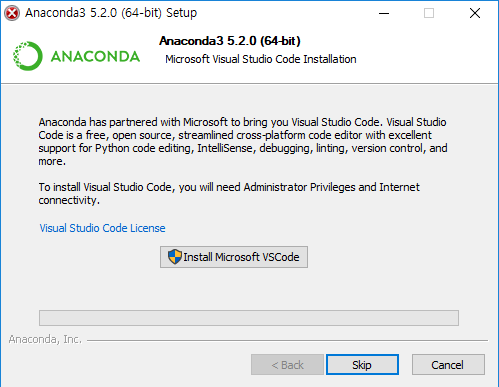 Anaconda3 5.2.0 (64-bit) Setup
ANACONDA
Anaconda3 5.2.0 (64-bit)
Microsoft Visual Studio Code Installation
Anaconda has partnered with Microsoft to bring you Visual Studio Code. Visual Studio
Code is a free, open source, streamlined cross-platform code editor with excellent
support for Python code editing, IntelliSense, debugging, linting, version control, and
more.
To install Visual Studio Code, you will need Administrator Privileges and Internet
connectivity.
Visual Studio Code License
Install Microsoft VSCode
Anaconda, Inc.
< Back
Skip
Cancel